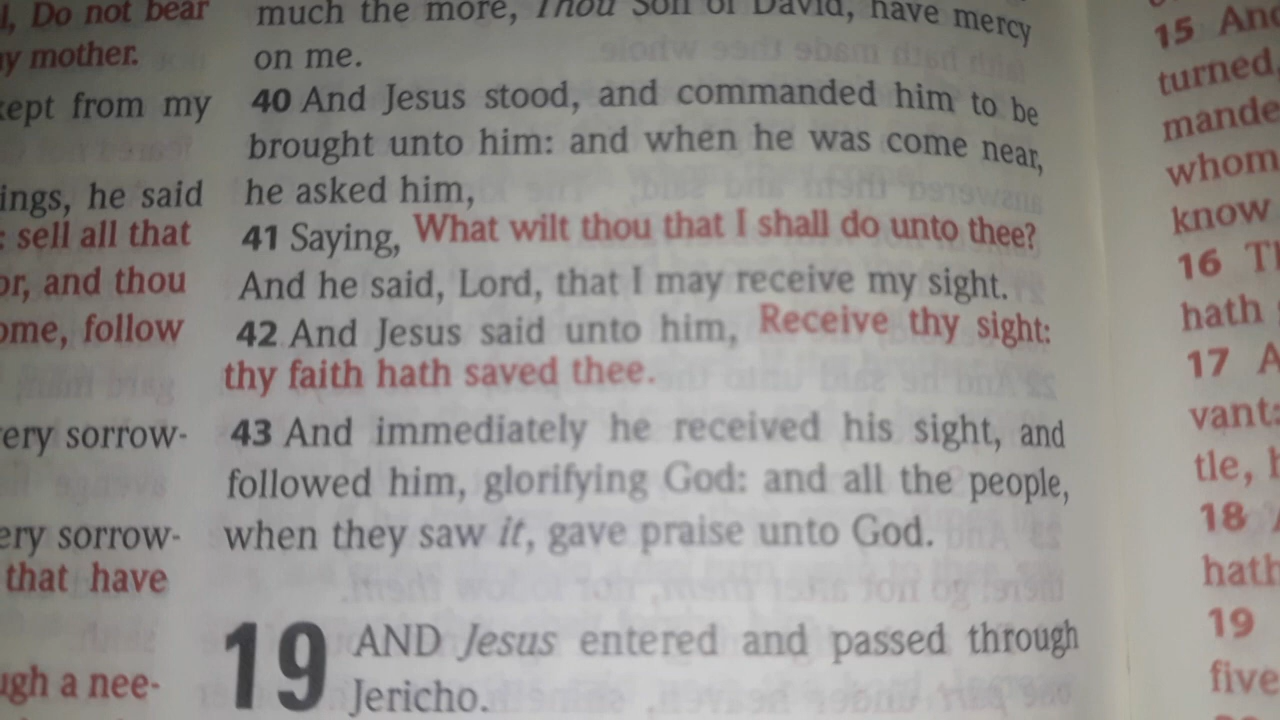 l, Do not bear
y mother.
cept from my
ings, he said
: sell all that
or, and thou
ome, follow
ery sorrow-
ery sorrow-
that have
ugh a nee-
much the more, Thou Son of David, have mercy
on me.
40 And Jesus stood, and commanded him to be
brought unto him: and when he was come near,
he asked him,
41 Saying, What wilt thou that I shall do unto thee?
And he said, Lord, that I may receive my sight.
42 And Jesus said unto him, Receive thy sight:
thy faith hath saved thee.
43 And immediately he received his sight, and
followed him, glorifying God: and all the people,
when they saw it, gave praise unto God.
19 AND Jesus entered and passed through
Jericho.
15 And
turned,
mande
whom
know
16 Th
hath
17 A
vant
tle, h
18
hath
19
five